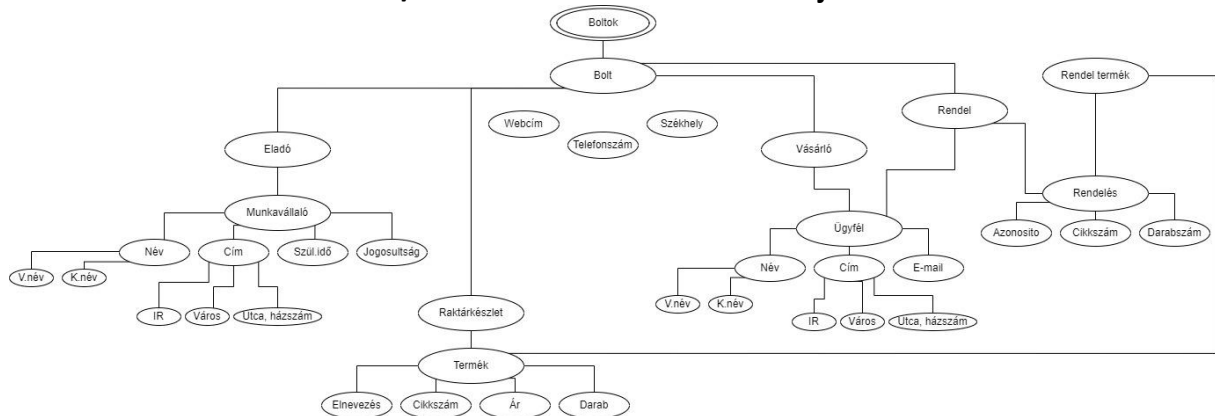 Boltok
Bolt
Rendel termék
Rendel
Webcím
Székhely
Telefonszám
Eladó
Vásárló
Rendelés
Munkavállaló
Ügyfél
Azonosito
Cikkszám
Darabszám
Név
Cím
Szül.idő
Jogosultság
Név
Cím
E-mail
V.név
K.név
V.név
K.név
IR
Város
Utca, házszám
Raktárkészlet
IR
Város
Utca, házszám
Termék
Elnevezés
Cikkszám
Ár
Darab